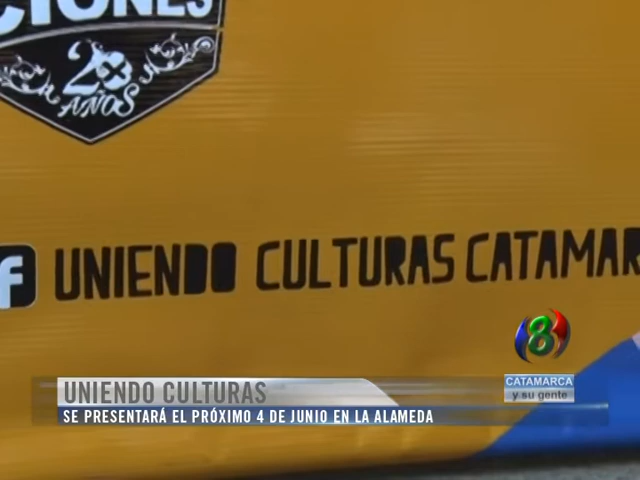 CIONES
20
AÑOS
f UNIENDO CULTURAS CATAMAR
8
CATAMARCA
y su gente
UNIENDO CULTURAS
SE PRESENTARÁ EL PRÓXIMO 4 DE JUNIO EN LA ALAMEDA